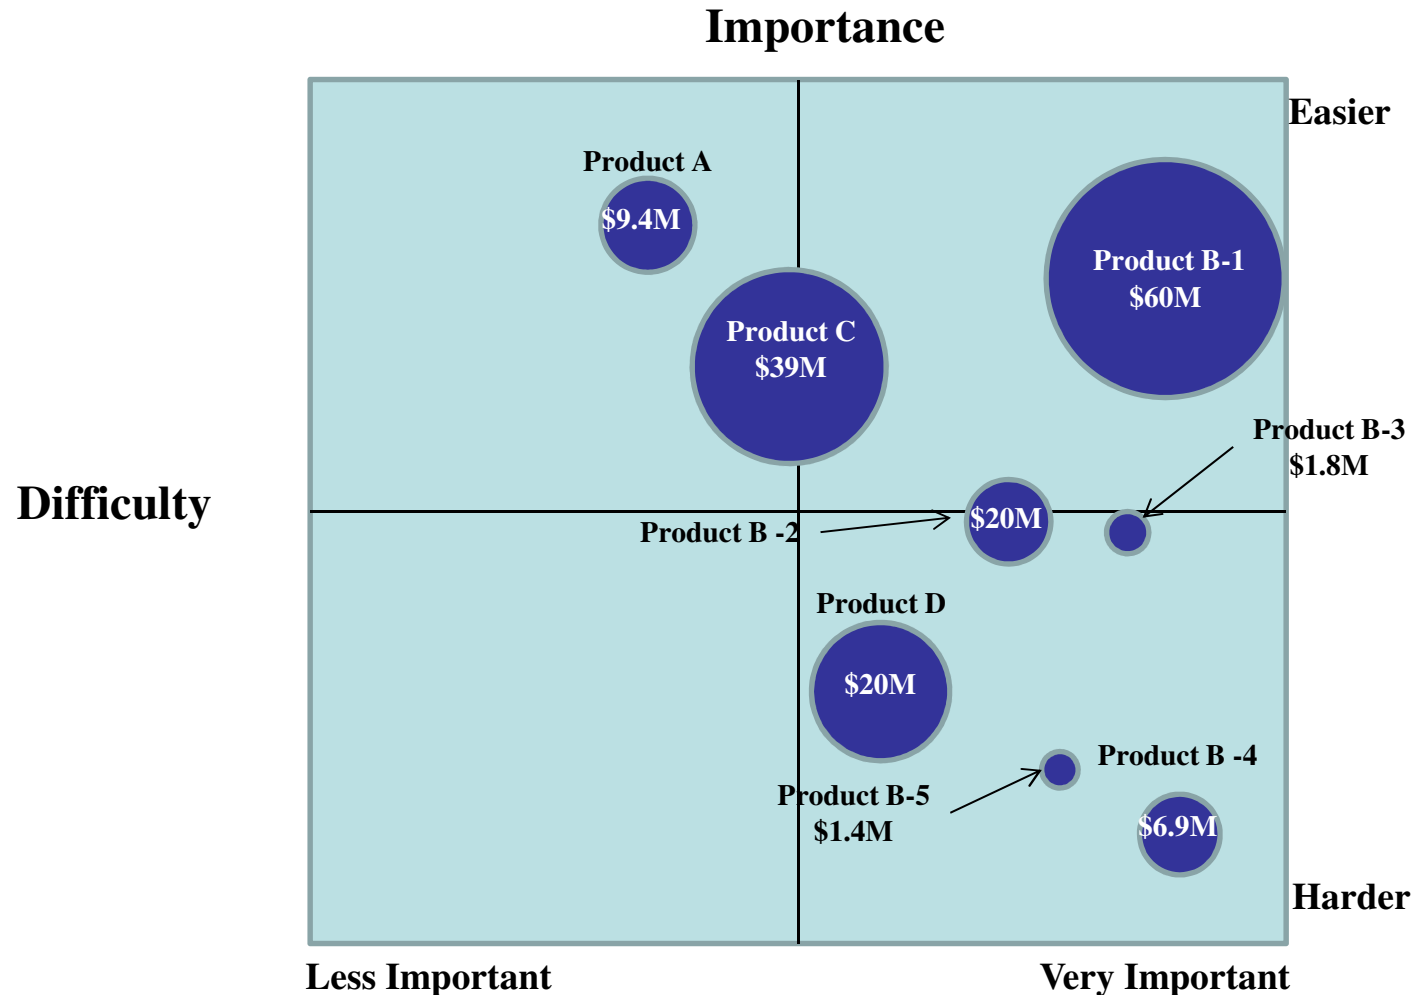 Importance
Easier
Product A
$9.4M
Product B-1
$60M
Product C
$39M
Product B-3
$1.8M
Difficulty
$20M
Product B -2
Product D
$20M
Product B -4
Product B-5
$1.4M
$6.9M
Harder
Less Important
Very Important